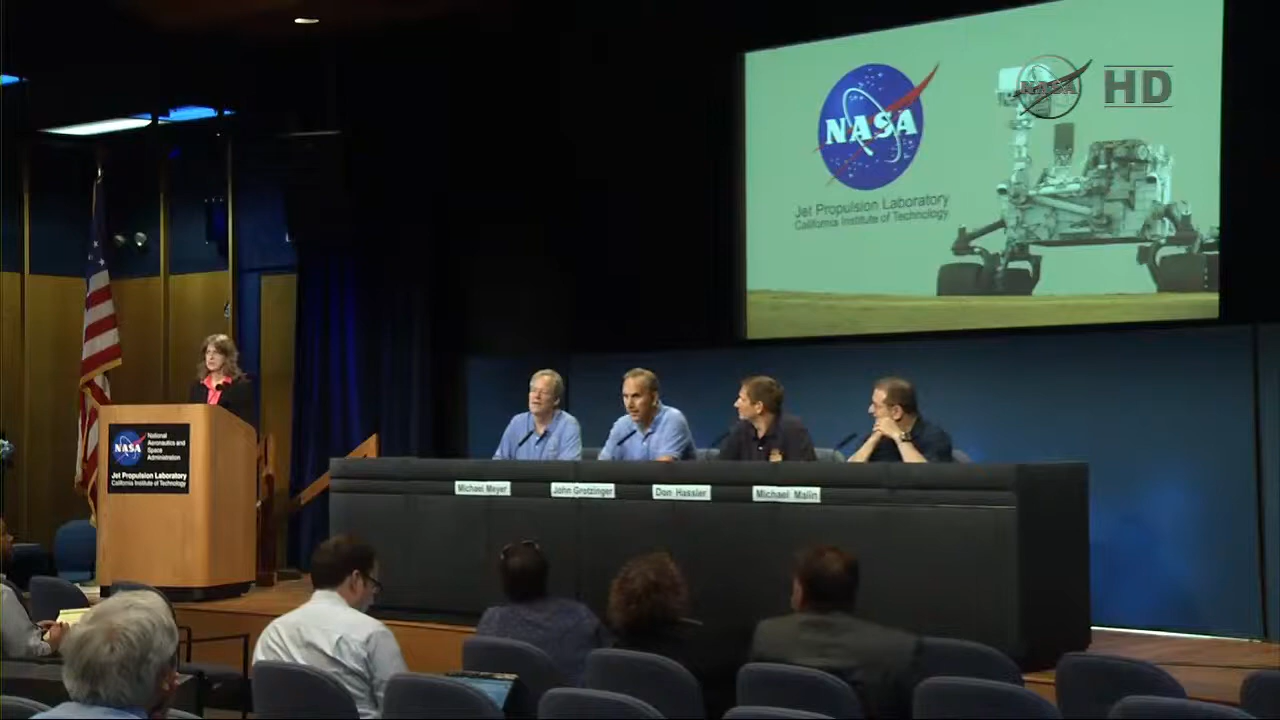 NASA
HD
NASA
Jet Propulsion Laboratory
California Institute of Technology
NASA
National
Aeronautics and
Space
Administration
Jet Propulsion Laboratory
California Institute of Technology
Michael Meyer
John Grotzinger
Don Hassler
Michael Malin